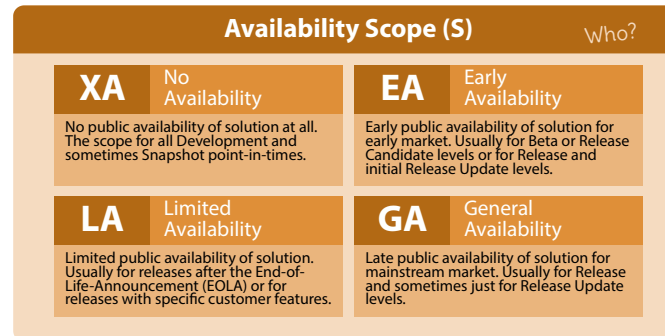 Availability Scope (S)
Who?
XA
No
Availability
No public availability of solution at all.
The scope for all Development and
sometimes Snapshot point-in-times.
EA
Early
Availability
Early public availability of solution for
early market. Usually for Beta or Release
Candidate levels or for Release and
initial Release Update levels.
LA
Limited
Availability
Limited public availability of solution.
Usually for releases after the End-of-
Life-Announcement (EOLA) or for
releases with specific customer features.
GA
General
Availability
Late public availability of solution for
mainstream market. Usually for Release
and sometimes just for Release Update
levels.